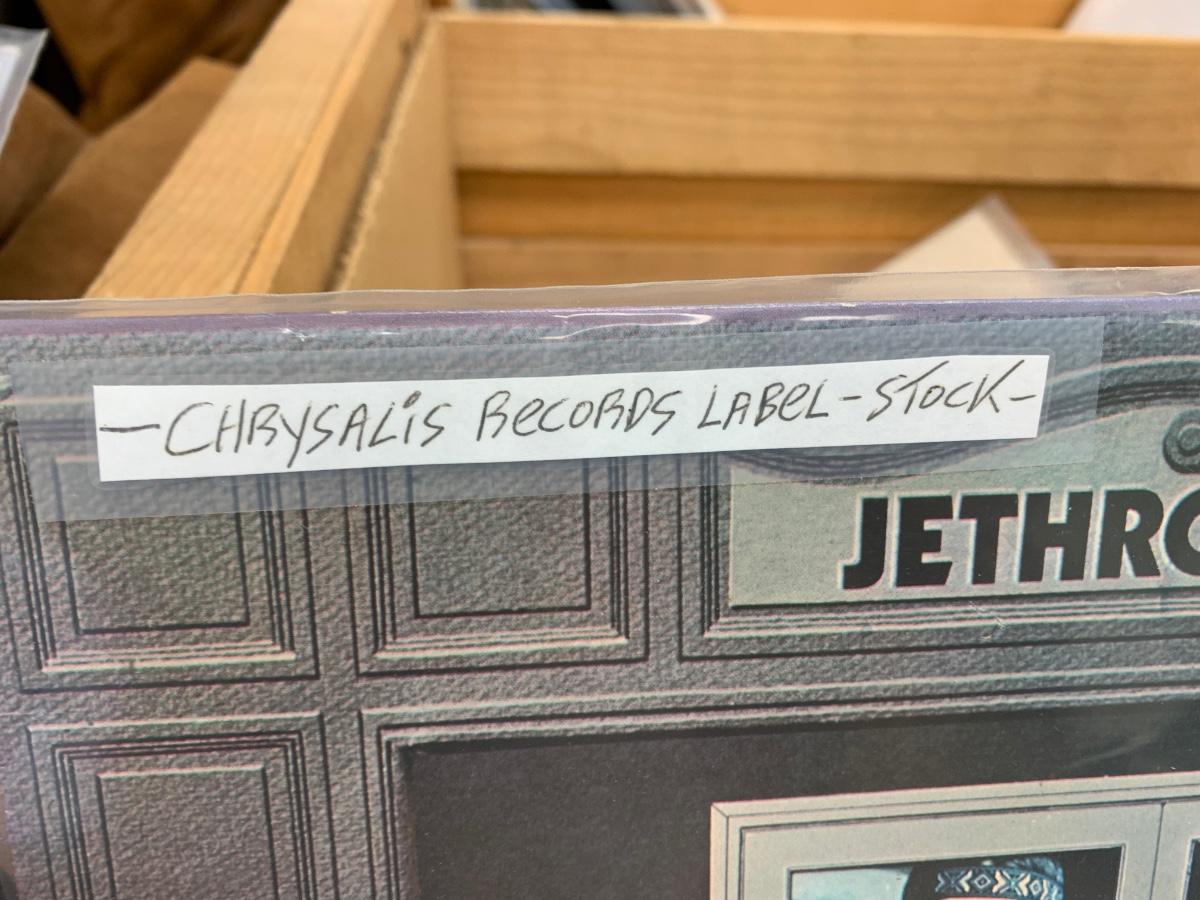 —CHRYSALiS ReCORDS LABeL-STOCK-
JETHRO